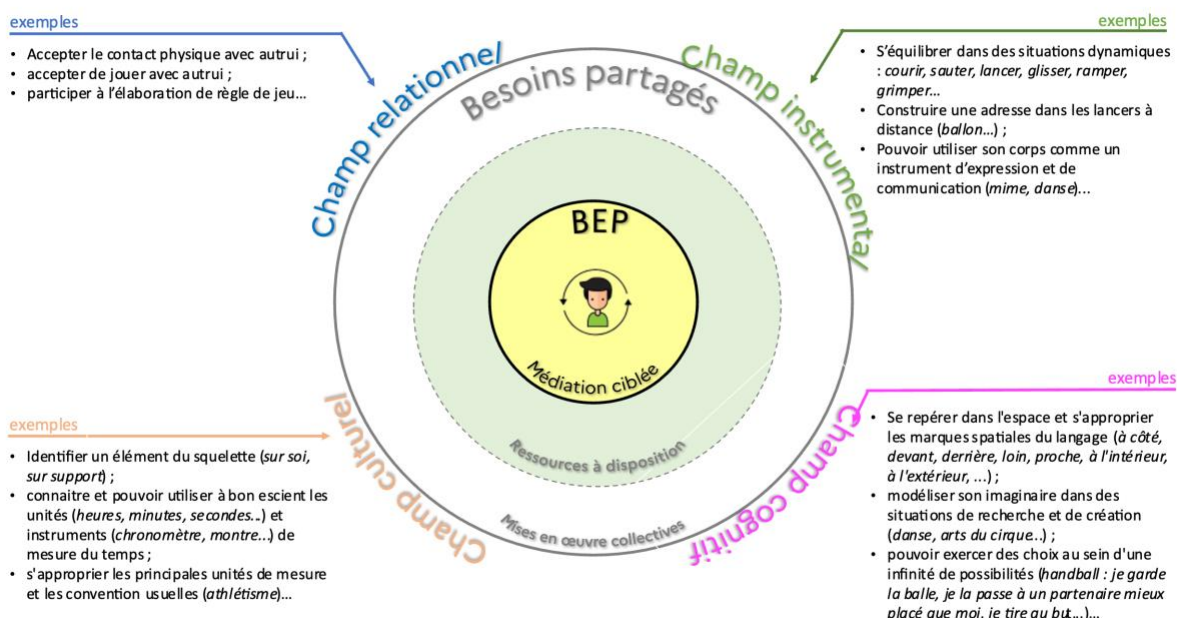 exemples
• Accepter le contact physique avec autrui ;
• accepter de jouer avec autrui ;
• participer à l'élaboration de règle de jeu...
Champ relationnel
Besoins partagés
Champ instrumental
exemples
• S'équilibrer dans des situations dynamiques
: courir, sauter, lancer, glisser, ramper,
grimper...
• Construire une adresse dans les lancers à
distance (ballon...) ;
• Pouvoir utiliser son corps comme un
instrument d'expression et de
communication (mime, danse)...
BEP
Médiation ciblée
Ressources à disposition
Mises en œuvre collectives
exemples
• Identifier un élément du squelette (sur soi,
sur support) ;
• connaitre et pouvoir utiliser à bon escient les
unités (heures, minutes, secondes...) et
instruments (chronomètre, montre...) de
mesure du temps ;
• s'approprier les principales unités de mesure
et les convention usuelles (athlétisme)...
Champ culturel
Champ cognitif
exemples
• Se repérer dans l'espace et s'approprier
les marques spatiales du langage (à côté,
devant, derrière, loin, proche, à l'intérieur,
à l'extérieur, ...) ;
• modéliser son imaginaire dans des
situations de recherche et de création
(danse, arts du cirque...) ;
• pouvoir exercer des choix au sein d'une
infinité de possibilités (handball : je garde
la balle, je la passe à un partenaire mieux
placé que moi, je tire au but...)...